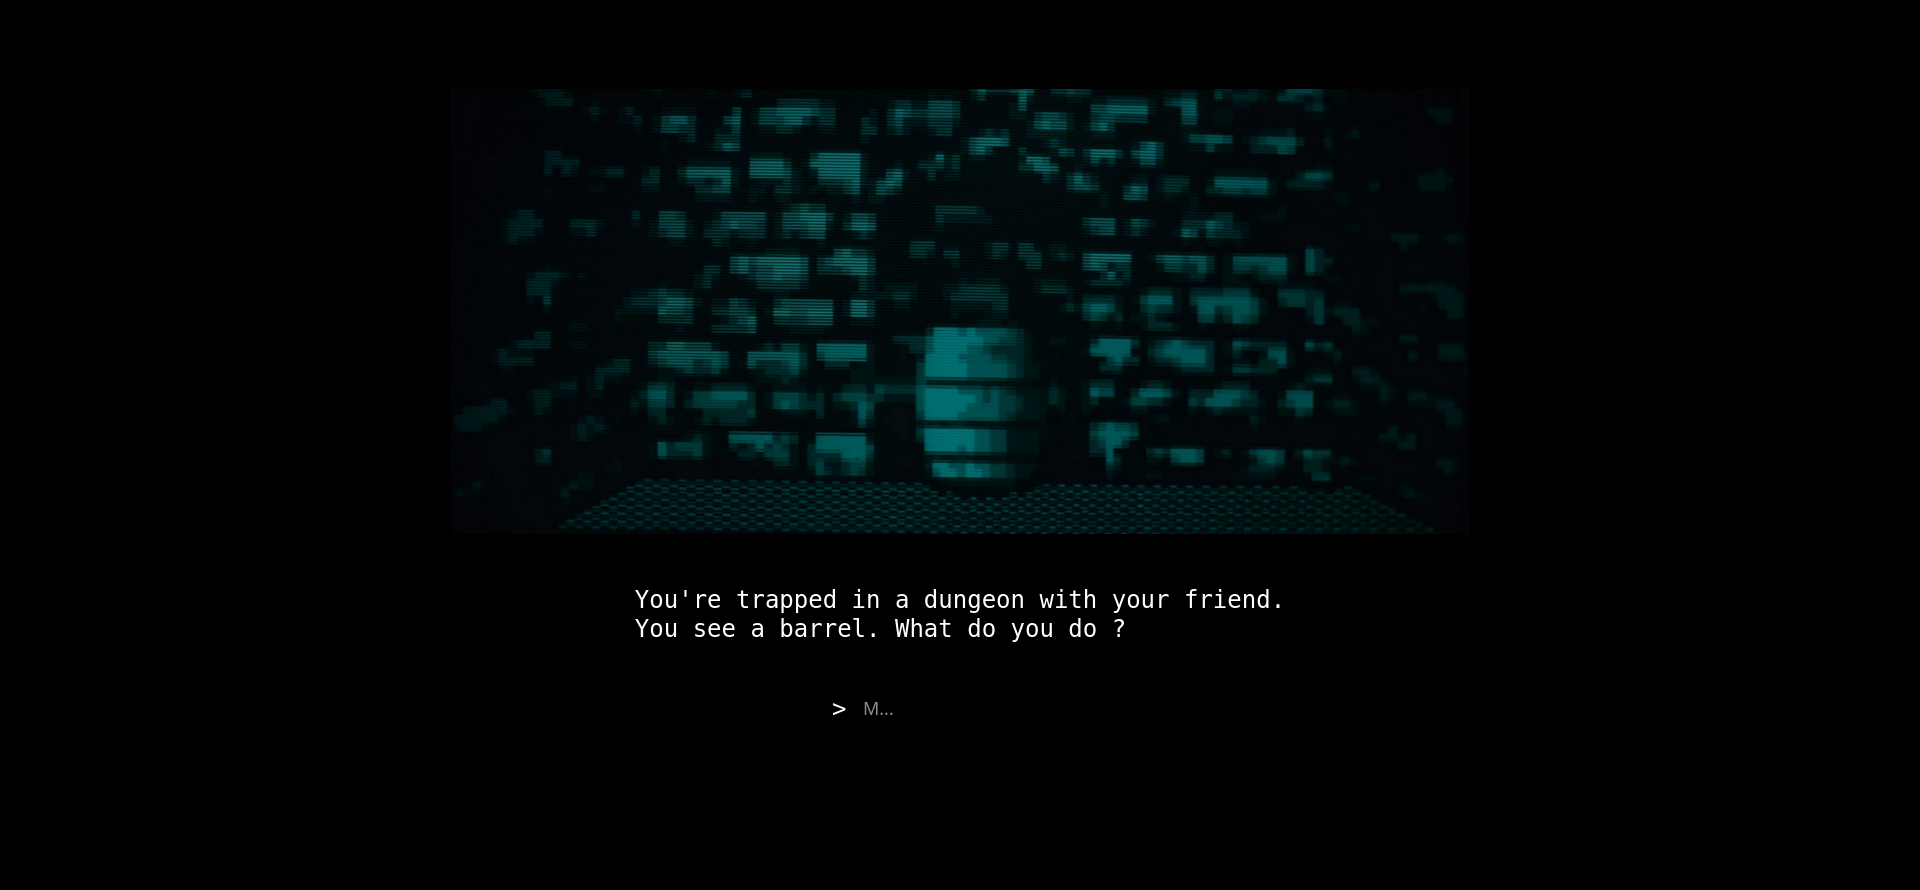 You're trapped in a dungeon with your friend.
You see a barrel. What do you do ?
> M...